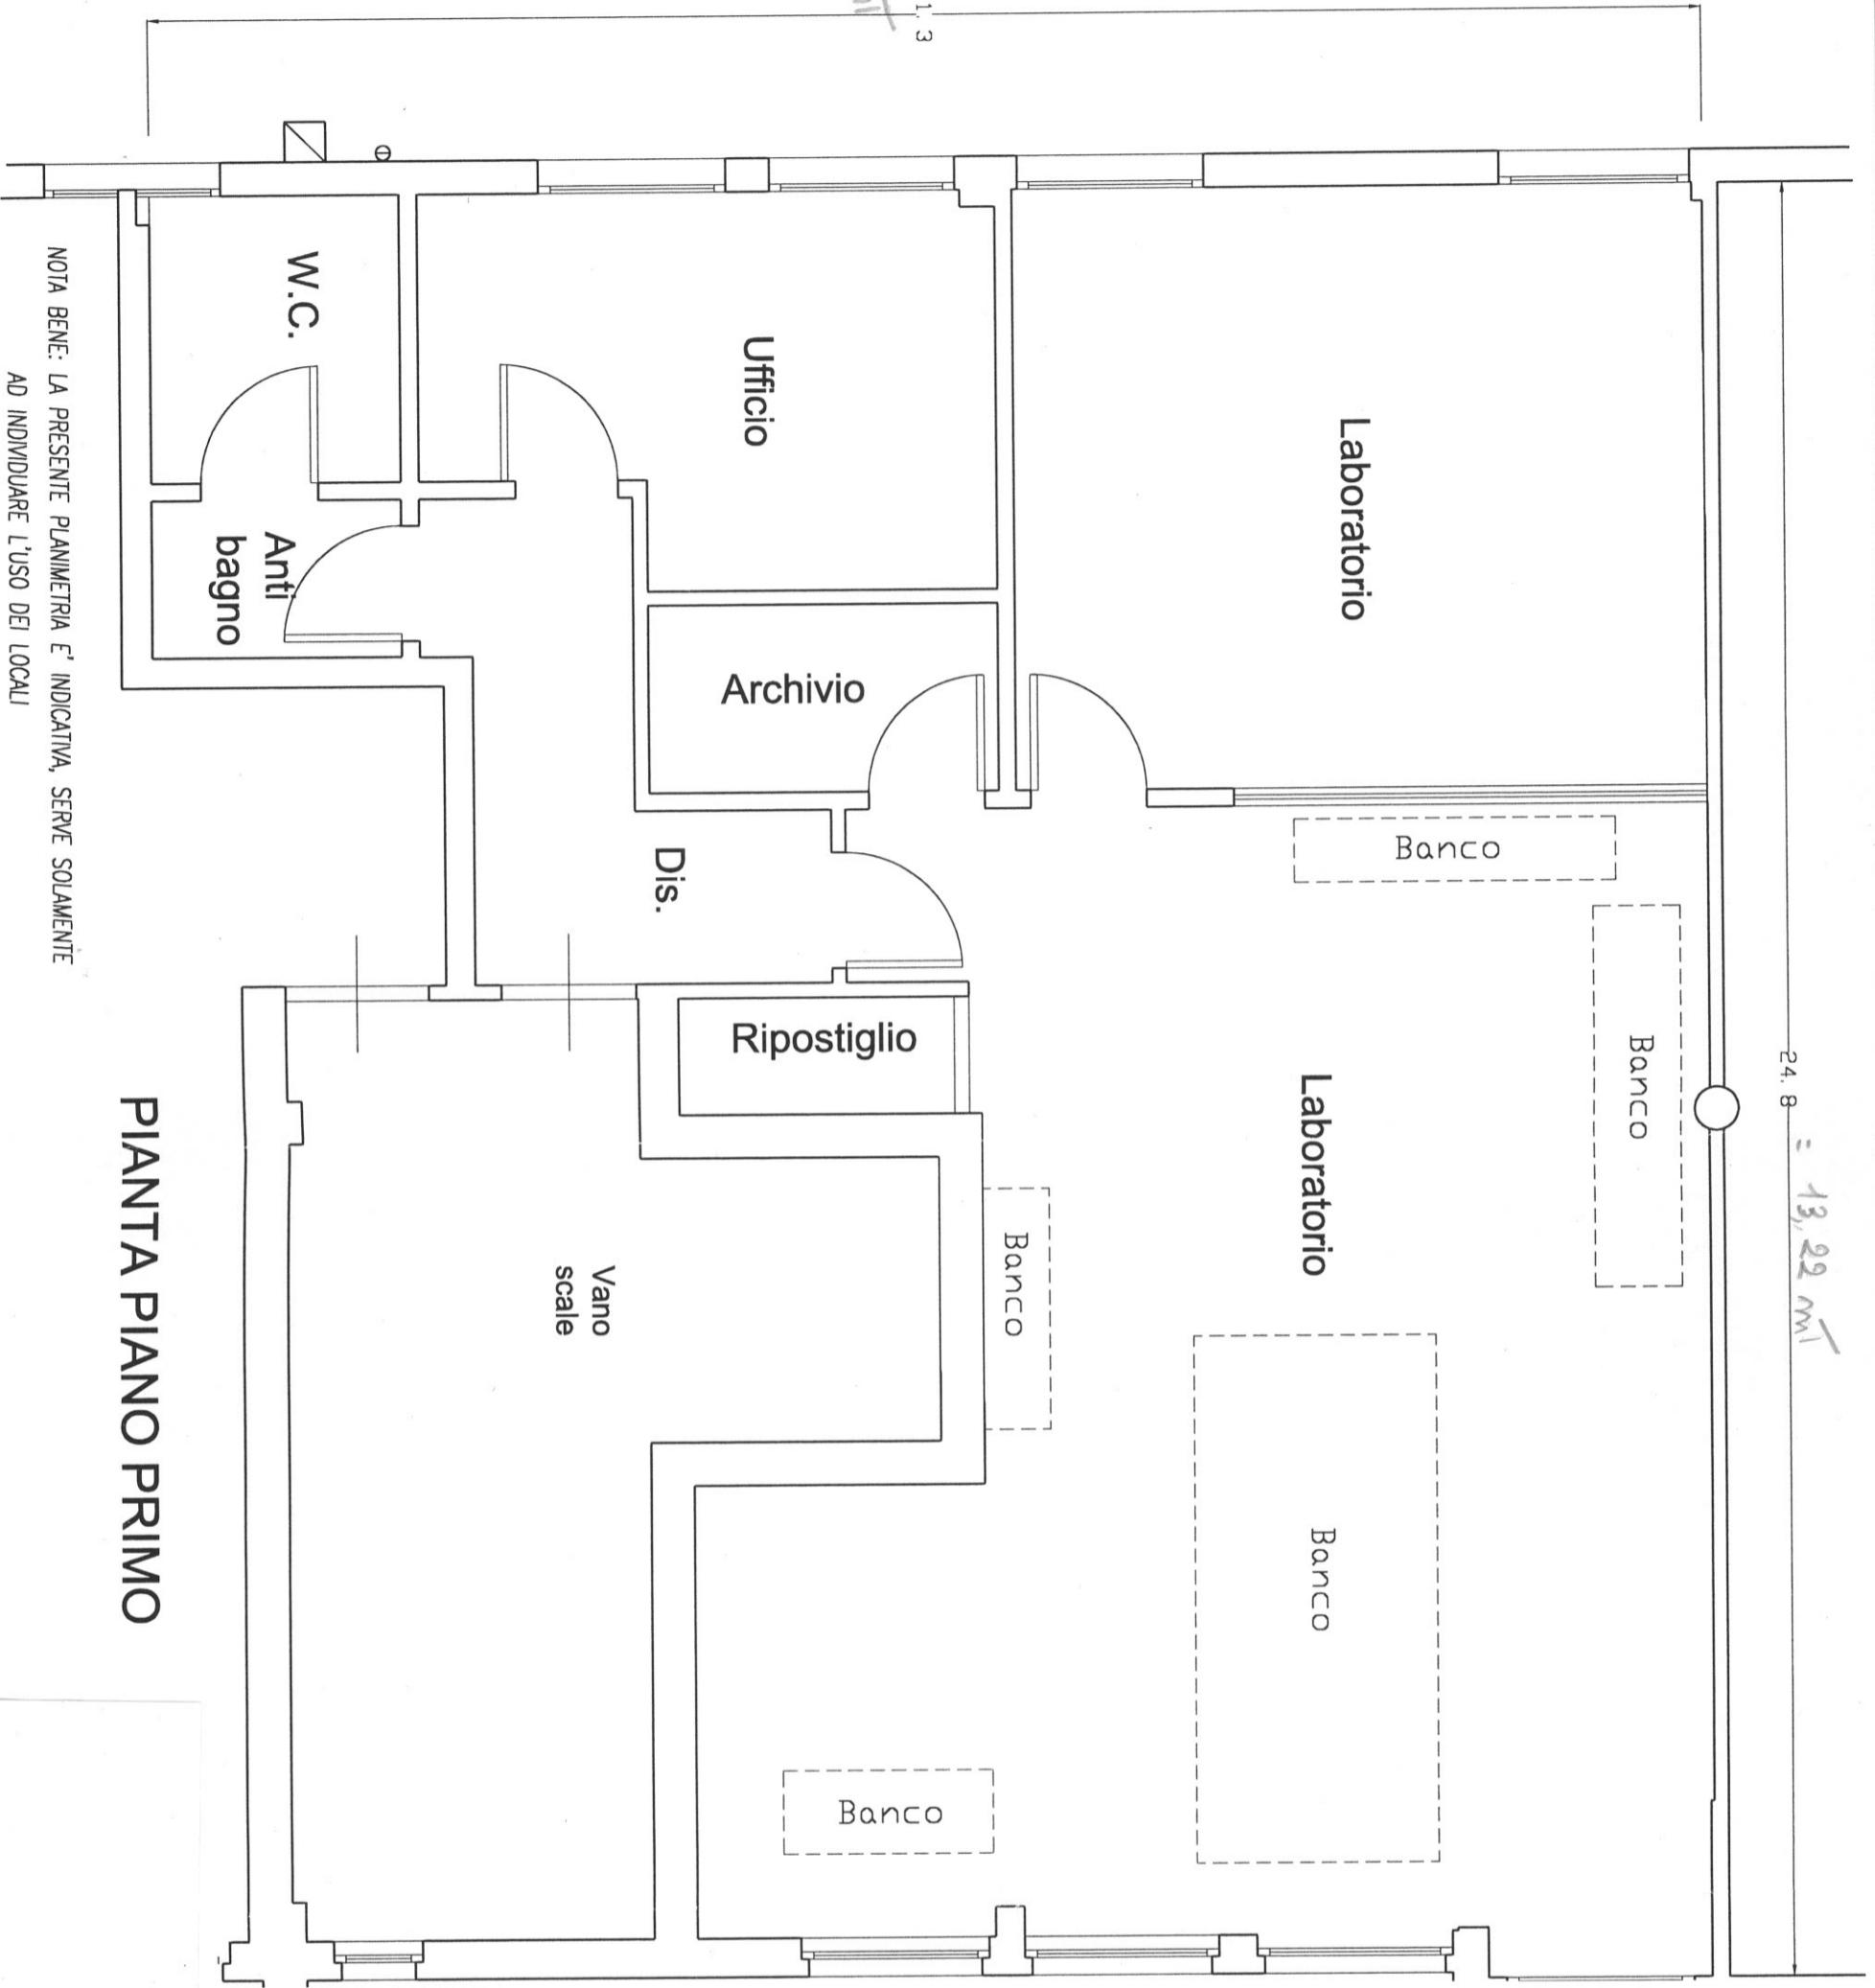 24. 8 = 13,22 ml
Laboratorio
Banco
Banco
Laboratorio
Banco
Banco
Banco
Ufficio
Archivio
Dis.
Ripostiglio
Vano
scale
W.C.
Anti
bagno
PIANTA PIANO PRIMO
NOTA BENE: LA PRESENTE PLANIMETRIA E' INDICATIVA, SERVE SOLAMENTE
AD INDIVIDUARE L'USO DEI LOCALI